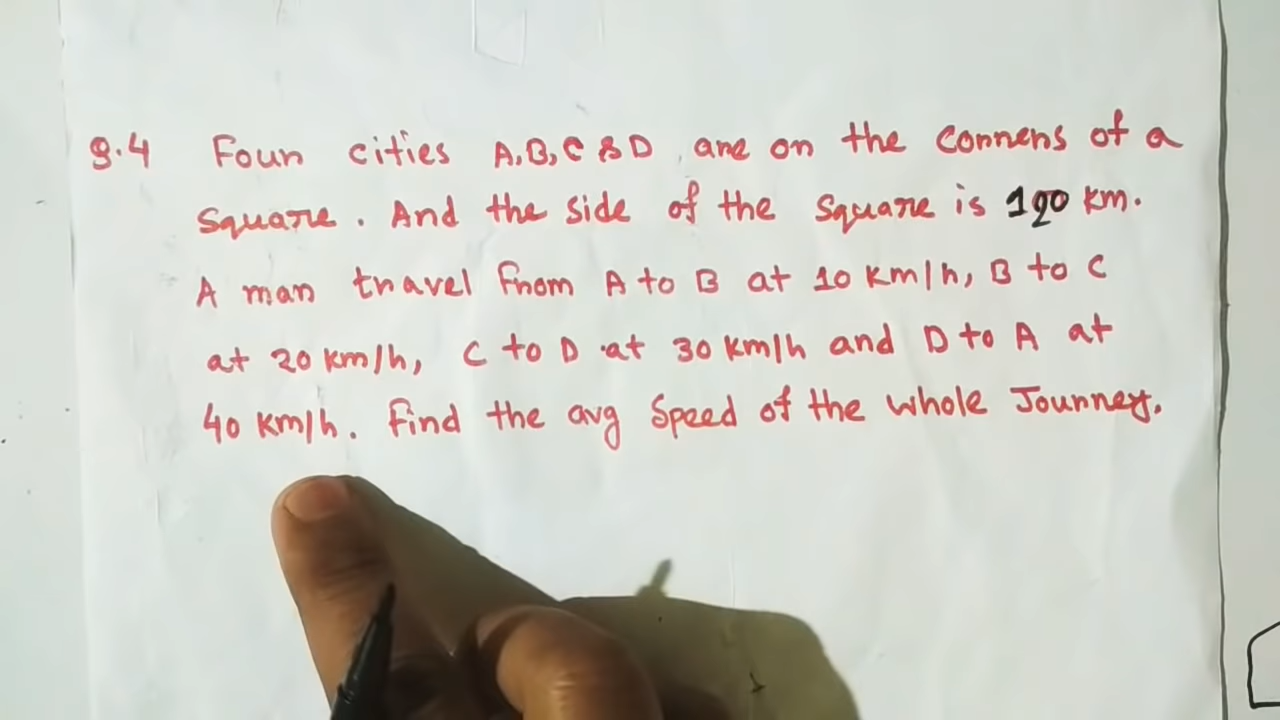 g.4 Four cities A, B, C & D are on the corners of a
square. And the side of the square is km.
A man travel from A to B at 10 km/h, B to C
at 20 km/h, C to D at 30 km/h and D to A at
40 km/h. Find the avg speed of the whole Journey.